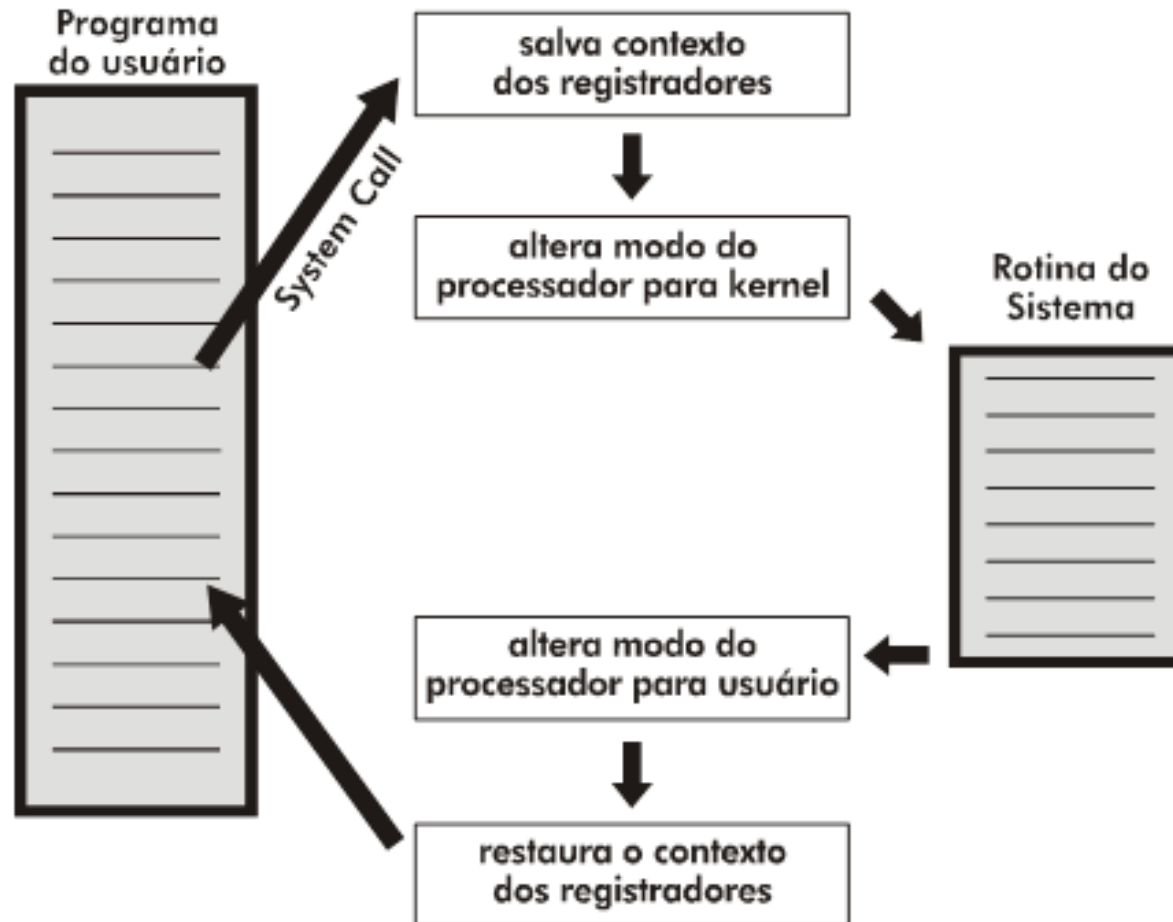 Programa
do usuário
System Call
salva contexto
dos registradores
altera modo do
processador para kernel
Rotina do
Sistema
altera modo do
processador para usuário
restaura o contexto
dos registradores